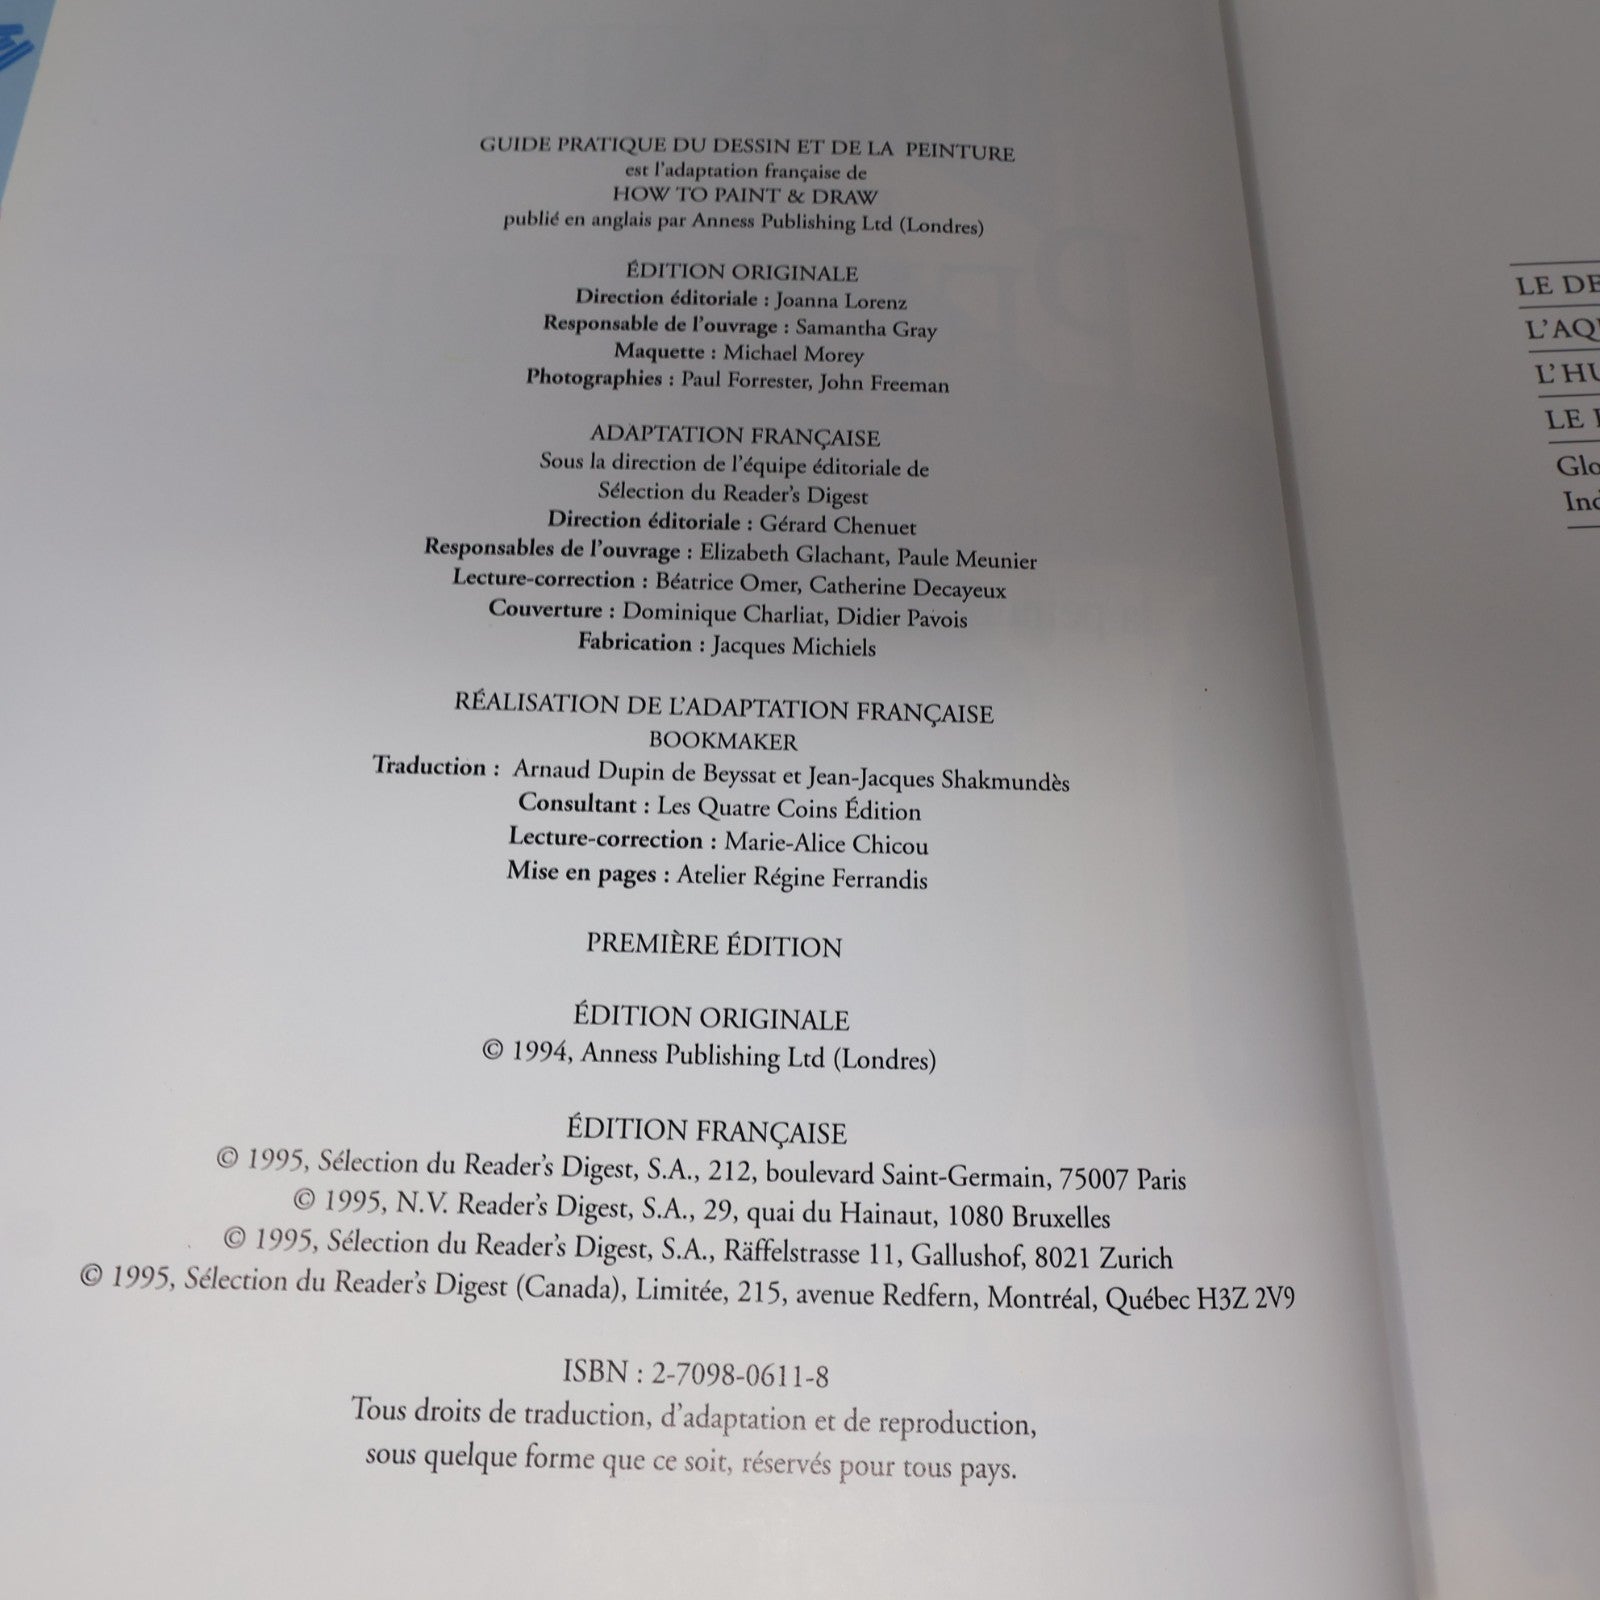 GUIDE PRATIQUE DU DESSIN ET DE LA PEINTURE
est l'adaptation française de
HOW TO PAINT & DRAW
publié en anglais par Anness Publishing Ltd (Londres)
ÉDITION ORIGINALE
Direction éditoriale : Joanna Lorenz
Responsable de l'ouvrage : Samantha Gray
Maquette : Michael Morey
Photographies : Paul Forrester, John Freeman
ADAPTATION FRANÇAISE
Sous la direction de l'équipe éditoriale de
Sélection du Reader's Digest
Direction éditoriale : Gérard Chenuet
Responsables de l'ouvrage : Elizabeth Glachant, Paule Meunier
Lecture-correction : Béatrice Omer, Catherine Decayeux
Couverture : Dominique Charliat, Didier Pavois
Fabrication : Jacques Michiels
RÉALISATION DE L'ADAPTATION FRANÇAISE
BOOKMAKER
Traduction : Arnaud Dupin de Beyssat et Jean-Jacques Shakmundès
Consultant : Les Quatre Coins Édition
Lecture-correction : Marie-Alice Chicou
Mise en pages : Atelier Régine Ferrandis
PREMIÈRE ÉDITION
ÉDITION ORIGINALE
© 1994, Anness Publishing Ltd (Londres)
ÉDITION FRANÇAISE
© 1995, Sélection du Reader's Digest, S.A., 212, boulevard Saint-Germain, 75007 Paris
© 1995, N.V. Reader's Digest, S.A., 29, quai du Hainaut, 1080 Bruxelles
© 1995, Sélection du Reader's Digest, S.A., Räffelstrasse 11, Gallushof, 8021 Zurich
© 1995, Sélection du Reader's Digest (Canada), Limitée, 215, avenue Redfern, Montréal, Québec H3Z 2V9
ISBN : 2-7098-0611-8
Tous droits de traduction, d'adaptation et de reproduction,
sous quelque forme que ce soit, réservés pour tous pays.
LE DE
L'AQ
L'HU
LE
Glo
Ind